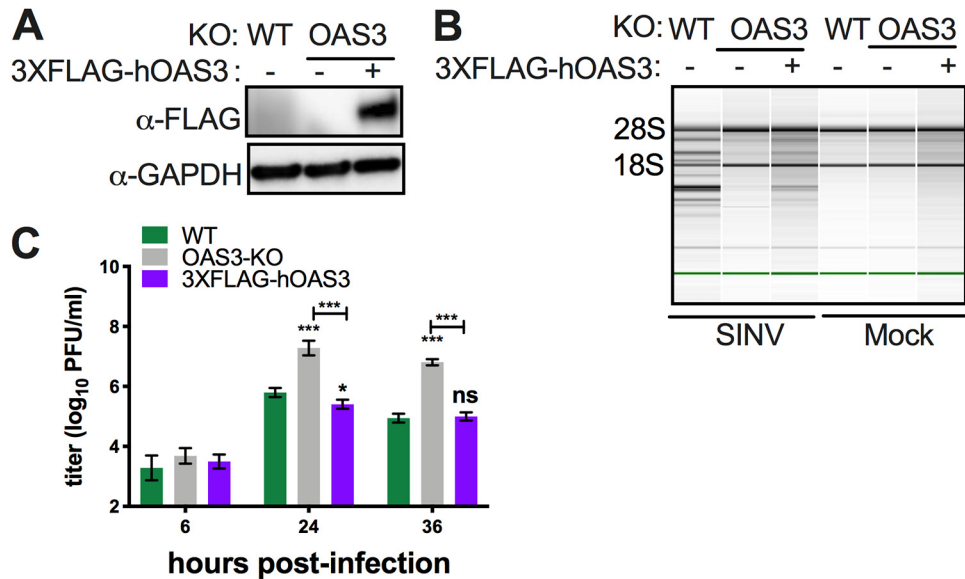 A
KO: WT OAS3
3XFLAG-hOAS3 : - - +
α-FLAG
α-GAPDH
B
KO: WT OAS3 WT OAS3
3XFLAG-hOAS3: - - + - - +
28S
18S
SINV Mock
C
WT
OAS3-KO
3XFLAG-hOAS3
titer (log10 PFU/ml)
10
8
6
4
2
*** *** *
*** *** ns
6 24 36
hours post-infection